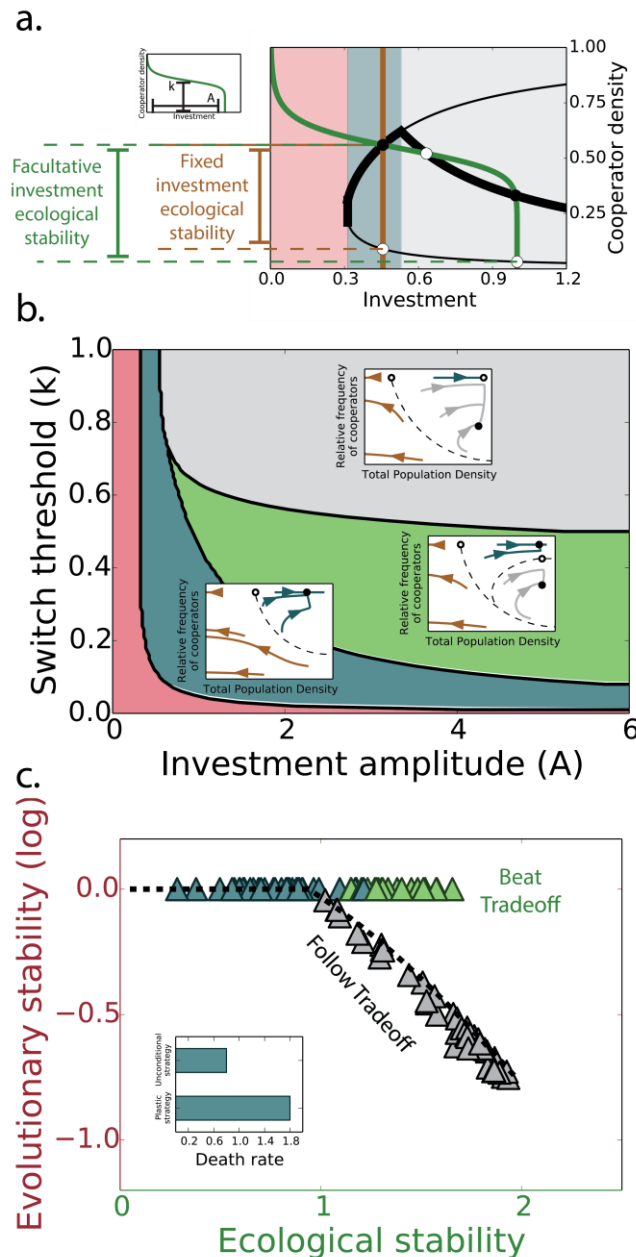 a.
Cooperator density
k
A
Investment
1.00
0.75
0.50
0.25
Cooperator density
Facultative
investment
ecological
stability
Fixed
investment
ecological
stability
0.0 0.3 0.6 0.9 1.2
Investment
b.
Switch threshold (k)
1.0
0.8
0.6
0.4
0.2
0.0
Relative frequency
of cooperators
Total Population Density
Relative frequency
of cooperators
Total Population Density
Relative frequency
of cooperators
Total Population Density
0 2 4 6
Investment amplitude (A)
c.
Evolutionary stability (log)
0.0
−0.5
−1.0
Beat
Tradeoff
Follow Tradeoff
Unconditional
strategy
Plastic
strategy
0.2 0.6 1.0 1.4 1.8
Death rate
0 1 2
Ecological stability